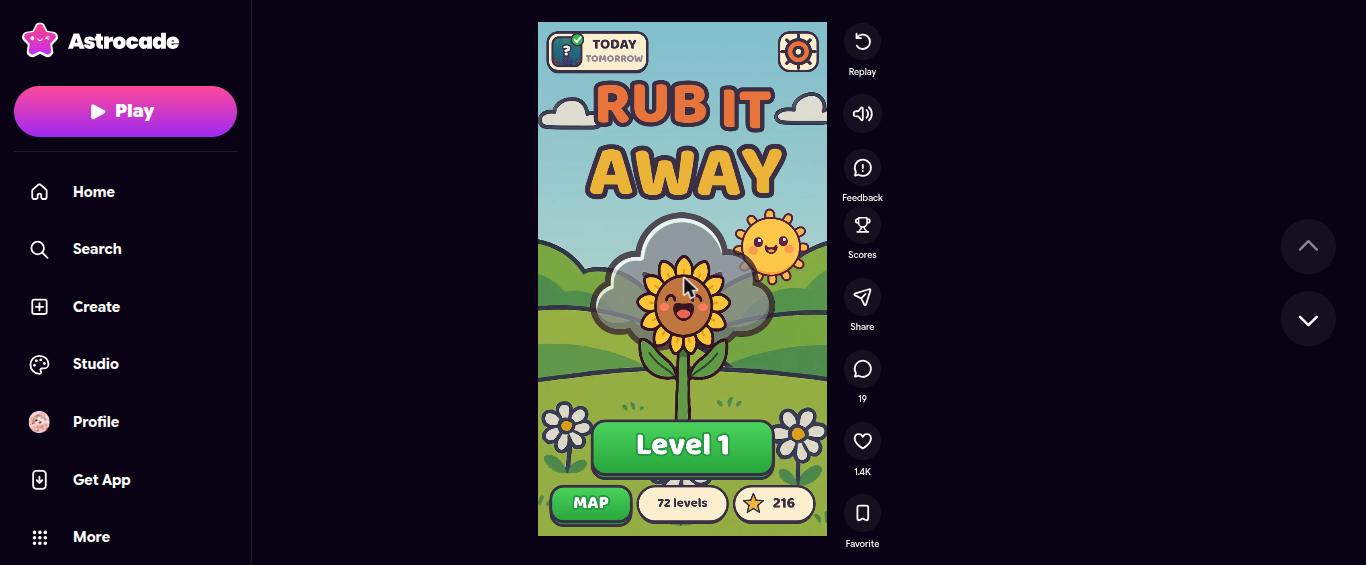 Astrocade
Play
Home
Search
Create
Studio
Profile
Get App
More
?
TODAY
TOMORROW
RUB IT
AWAY
Level 1
MAP
72 levels
216
Replay
Feedback
Scores
Share
19
1.4K
Favorite